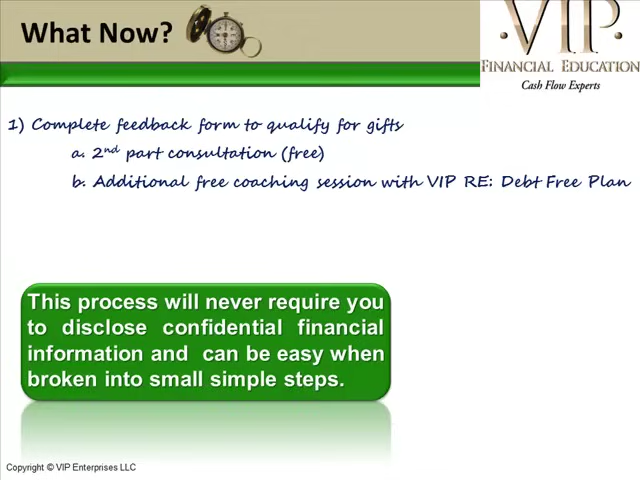 What Now?
·VIP·
FINANCIAL EDUCATION
Cash Flow Experts
1) Complete feedback form to qualify for gifts
a. 2nd part consultation (free)
b. Additional free coaching session with VIP RE: Debt Free Plan
This process will never require you
to disclose confidential financial
information and can be easy when
broken into small simple steps.
Copyright © VIP Enterprises LLC